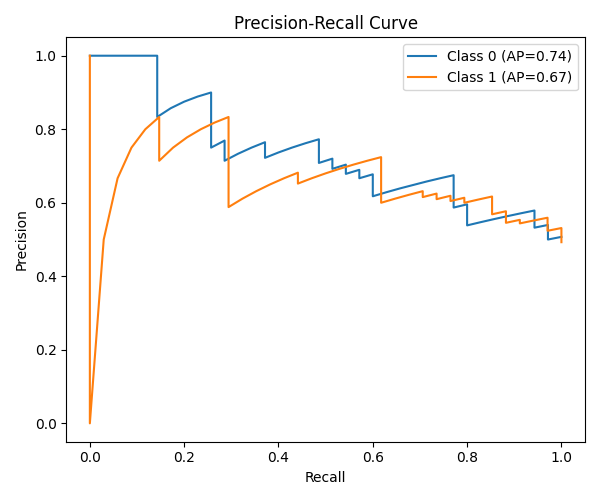 Precision-Recall Curve
Class 0 (AP=0.74)
Class 1 (AP=0.67)
Precision
1.0
0.8
0.6
0.4
0.2
0.0
0.0 0.2 0.4 0.6 0.8 1.0
Recall